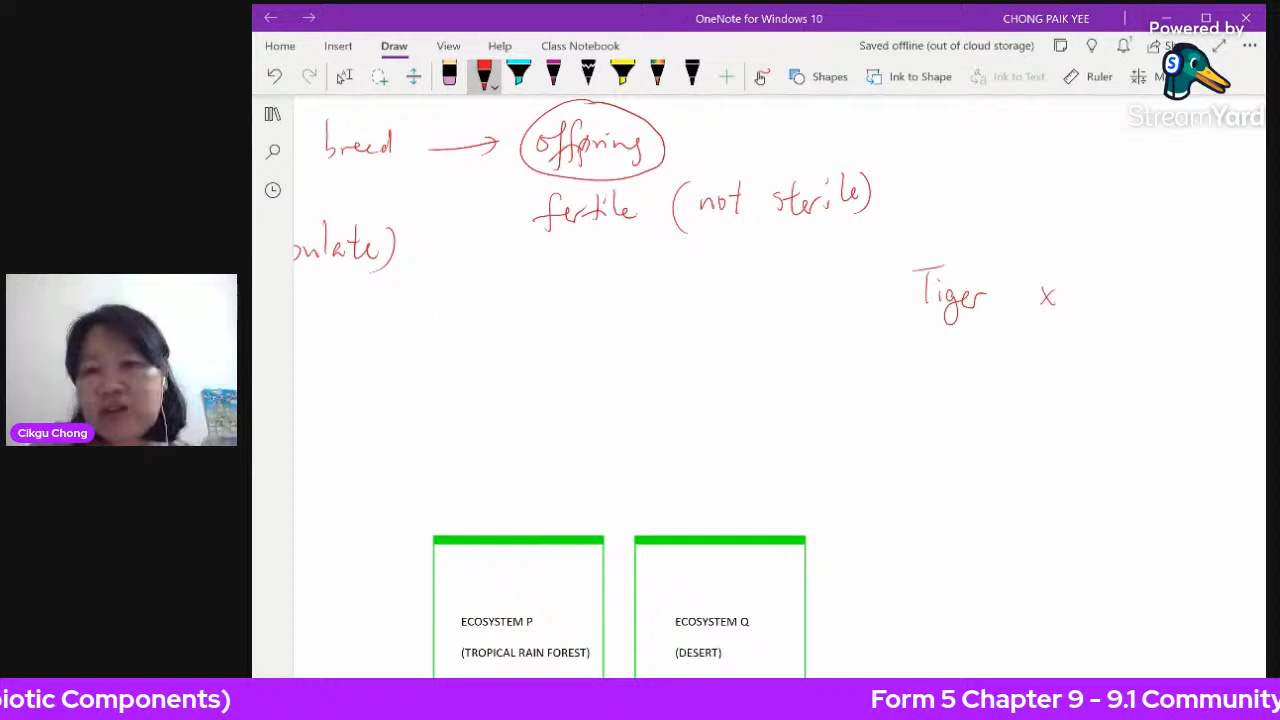 OneNote for Windows 10
CHONG PAIK YEE
Powered by
StreamYard
Home Insert Draw View Help Class Notebook
Saved offline (out of cloud storage)
Shapes Ink to Shape Ink to Text Ruler
breed → offspring
fertile (not sterile)
Tiger x
Cikgu Chong
ECOSYSTEM P
(TROPICAL RAIN FOREST)
ECOSYSTEM Q
(DESERT)
biotic Components)
Form 5 Chapter 9 - 9.1 Community